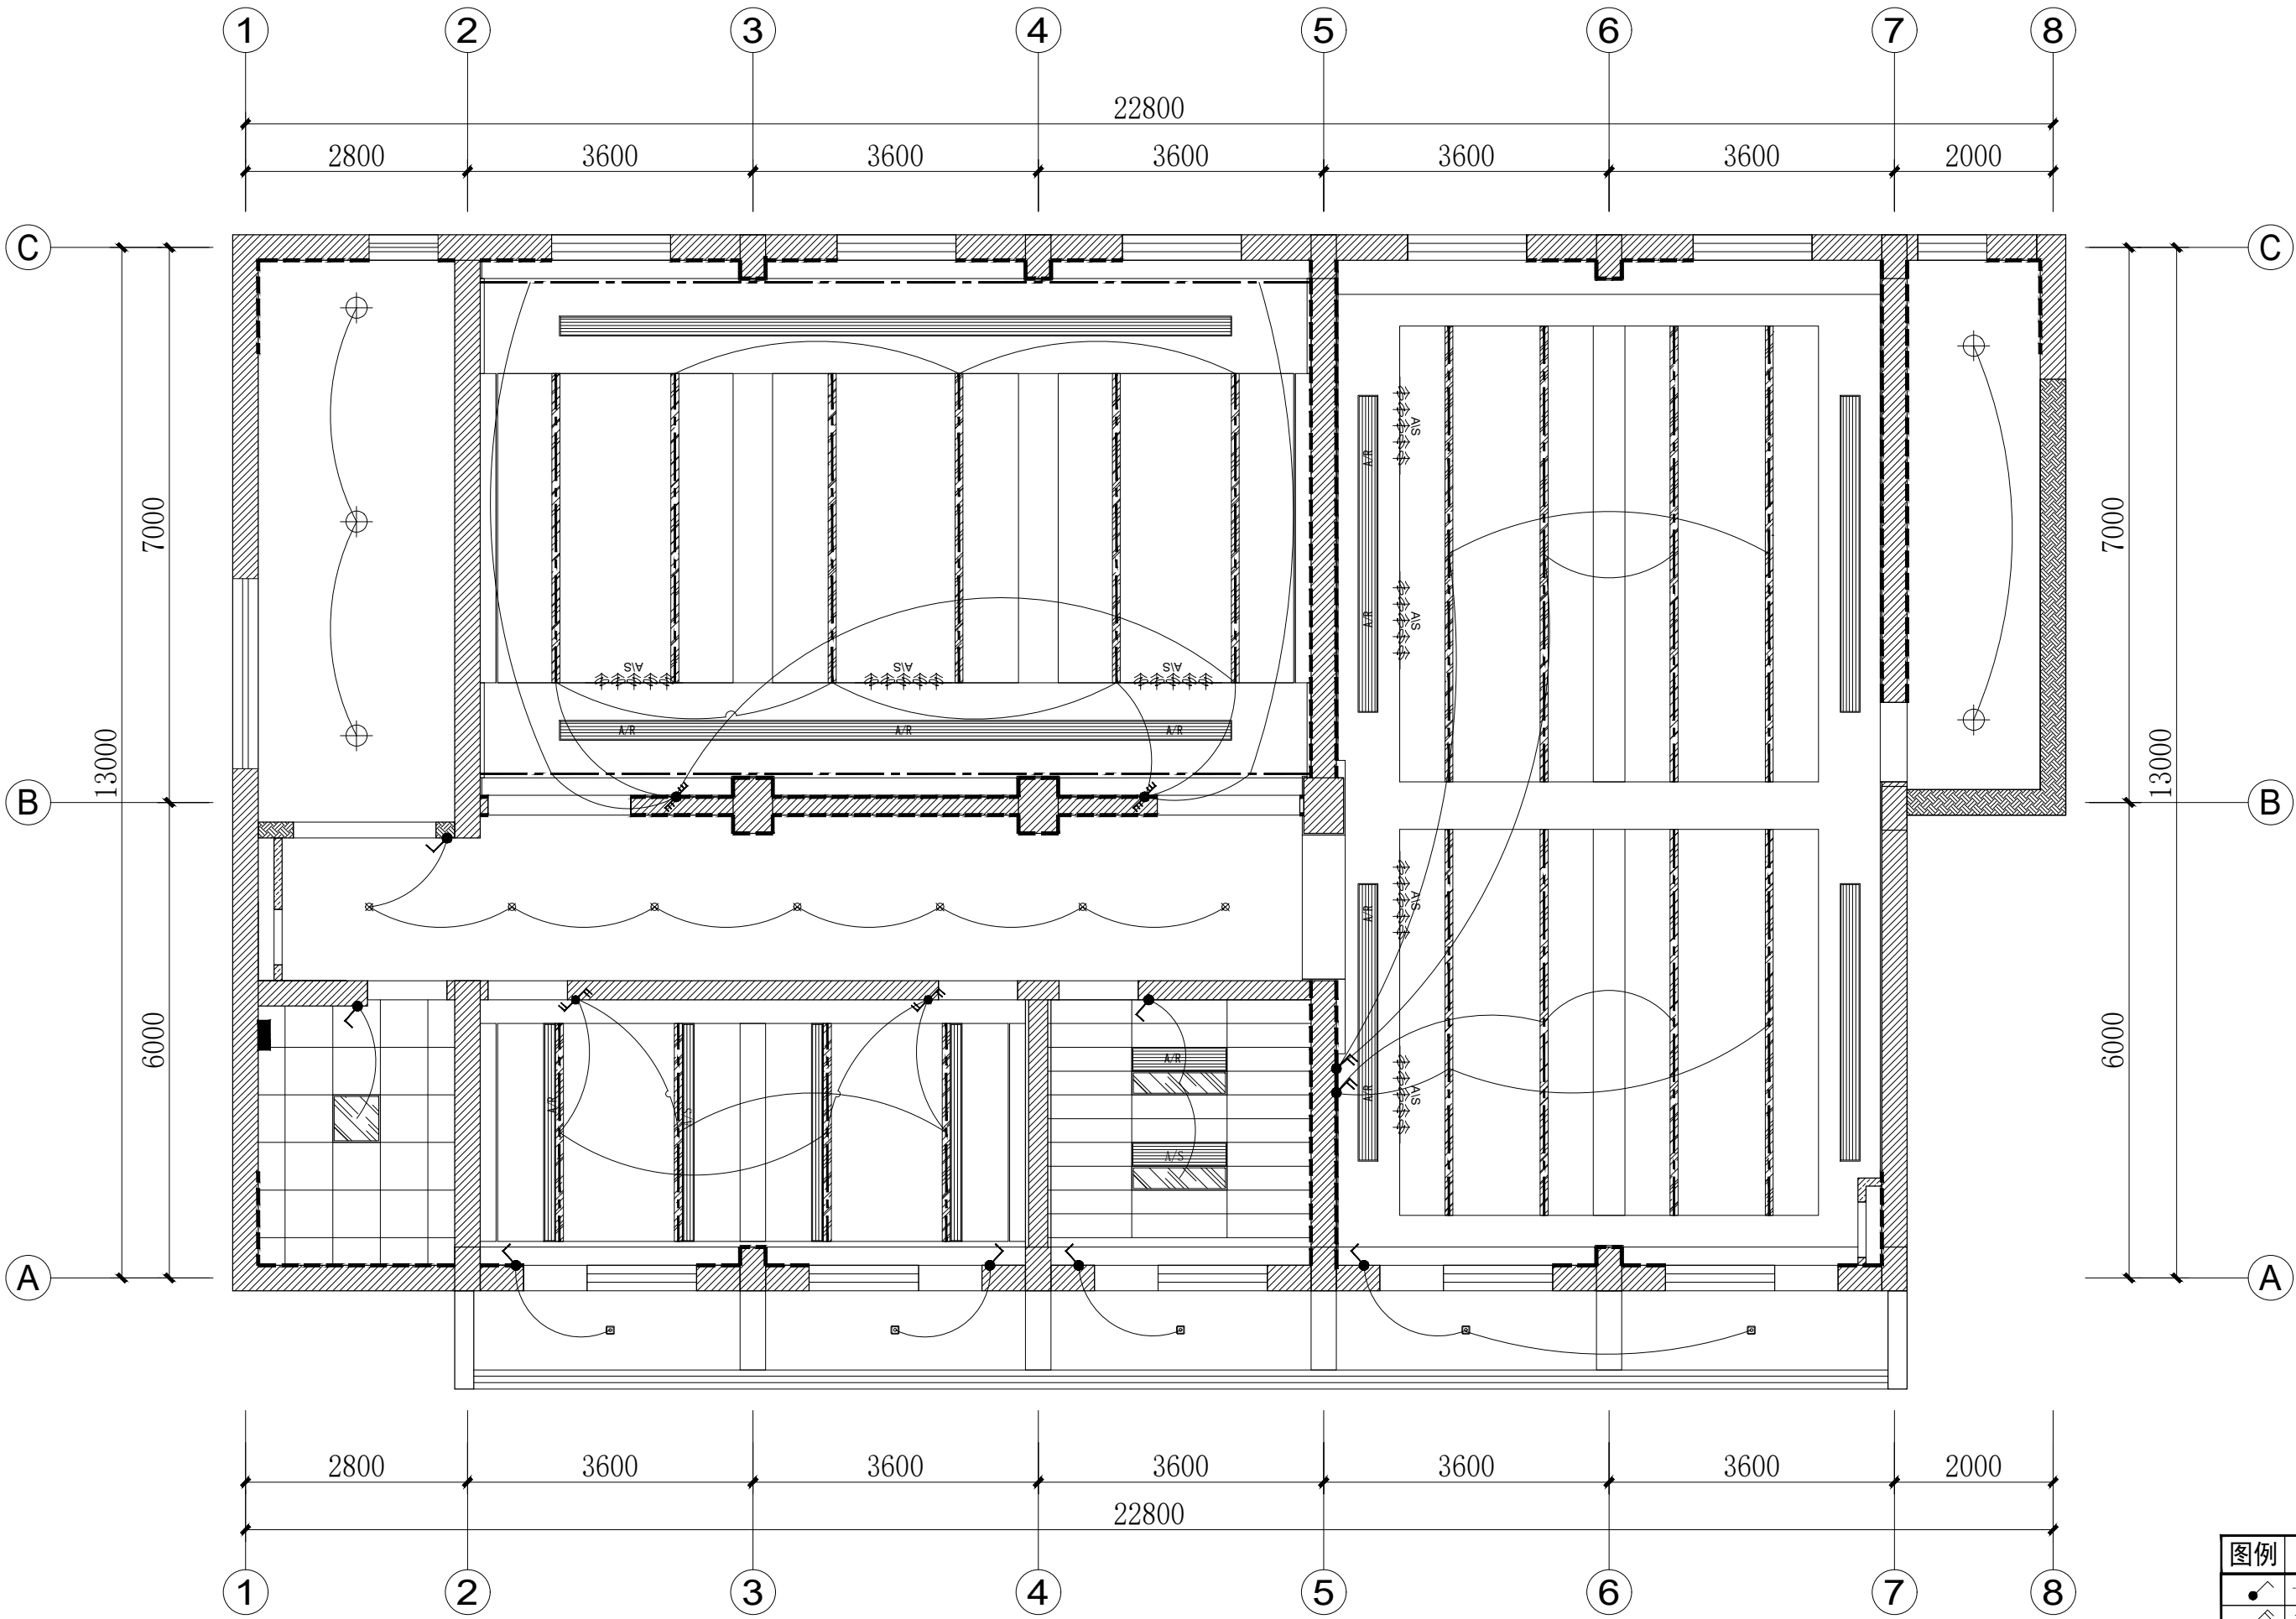 1 2 3 4 5 6 7 8
22800
2800 3600 3600 3600 3600 3600 2000
C C
A/S
A/R
7000 7000
A/S
A/R
A/S A/S A/S
A/R A/R A/R
13000 13000
B B
A/S
A/R
6000 6000
A/R
A/R
A/S
A/R
A/S
A/S
A A
2800 3600 3600 3600 3600 3600 2000
22800
图例
1 2 3 4 5 6 7 8